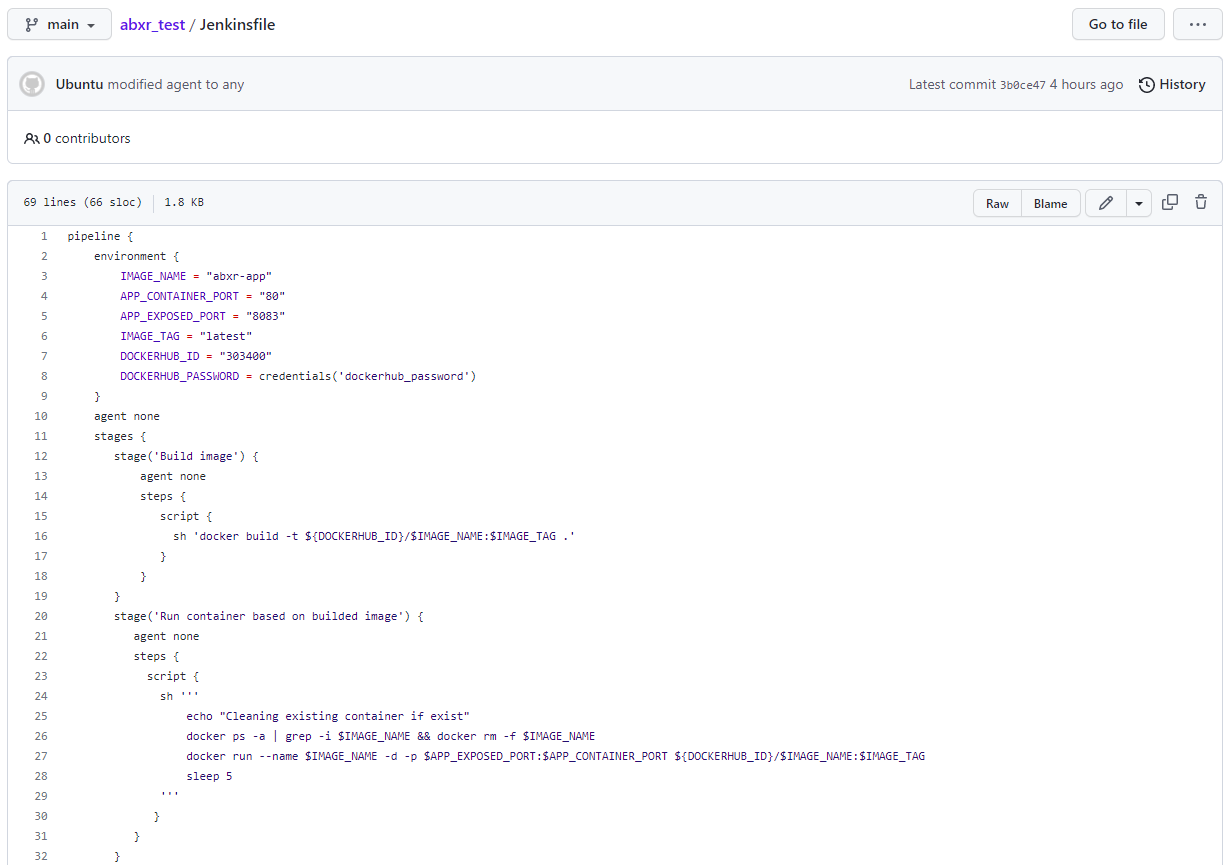 main
abxr_test / Jenkinsfile
Go to file
···
Ubuntu modified agent to any
Latest commit 3b0ce47 4 hours ago
History
0 contributors
69 lines (66 sloc)
1.8 KB
Raw
Blame
1 pipeline {
2     environment {
3         IMAGE_NAME = "abxr-app"
4         APP_CONTAINER_PORT = "80"
5         APP_EXPOSED_PORT = "8083"
6         IMAGE_TAG = "latest"
7         DOCKERHUB_ID = "303400"
8         DOCKERHUB_PASSWORD = credentials('dockerhub_password')
9     }
10     agent none
11     stages {
12        stage('Build image') {
13            agent none
14            steps {
15               script {
16                 sh 'docker build -t ${DOCKERHUB_ID}/$IMAGE_NAME:$IMAGE_TAG .'
17               }
18            }
19        }
20        stage('Run container based on builded image') {
21           agent none
22           steps {
23             script {
24               sh '''
25                   echo "Cleaning existing container if exist"
26                   docker ps -a | grep -i $IMAGE_NAME && docker rm -f $IMAGE_NAME
27                   docker run --name $IMAGE_NAME -d -p $APP_EXPOSED_PORT:$APP_CONTAINER_PORT ${DOCKERHUB_ID}/$IMAGE_NAME:$IMAGE_TAG
28                   sleep 5
29               '''
30              }
31           }
32        }